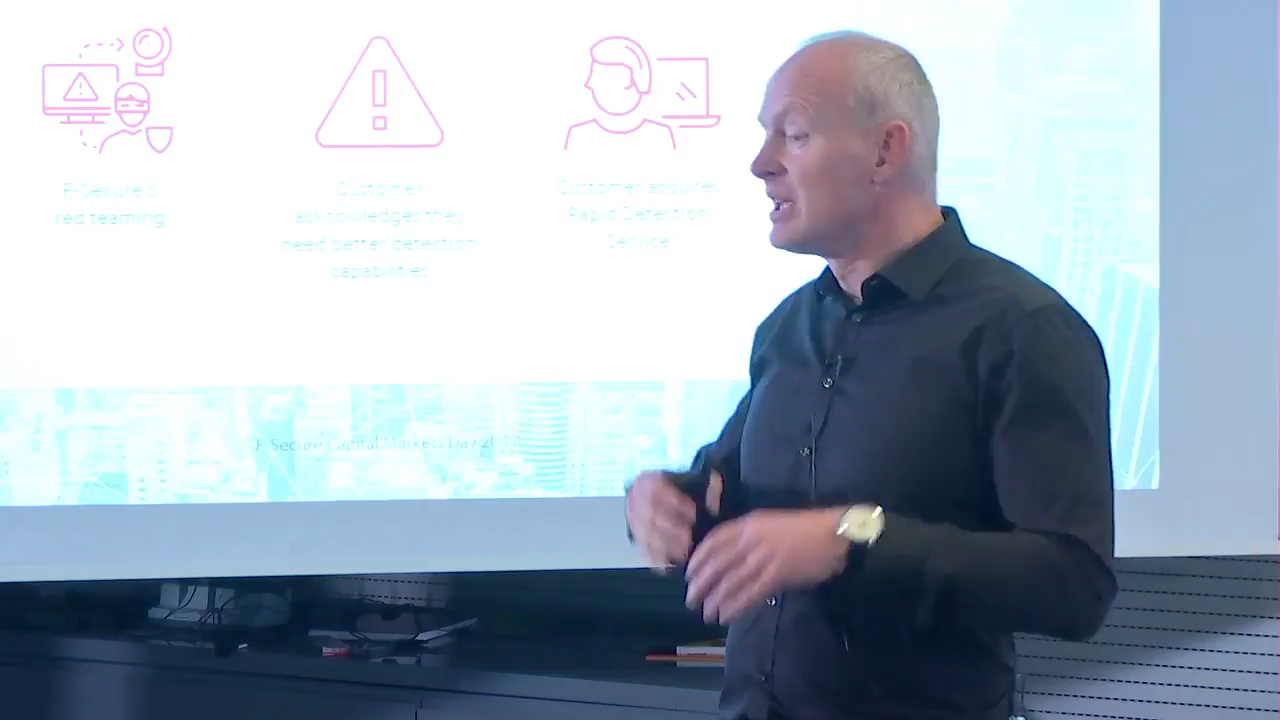 F-Secure's
red teaming
Customer
acknowledges they
need better detection
capabilities
Customer acquires
Rapid Detection
Service
F-Secure Capital Markets Day 2017